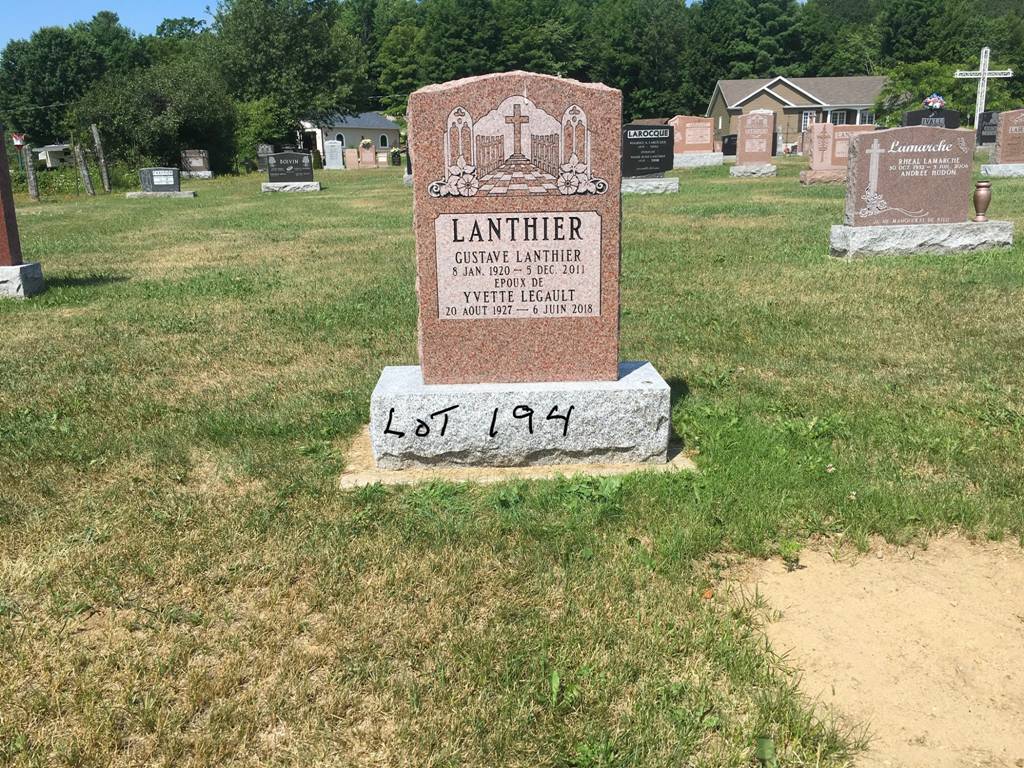 LANTHIER
GUSTAVE LANTHIER
8 JAN. 1920 — 5 DEC. 2011
EPOUX DE
YVETTE LEGAULT
20 AOUT 1927 — 6 JUIN 2018
LOT 194
LAROCQUE
BOIVIN
Lamarche
RHEAL LAMARCHE
ANDREE HUDON